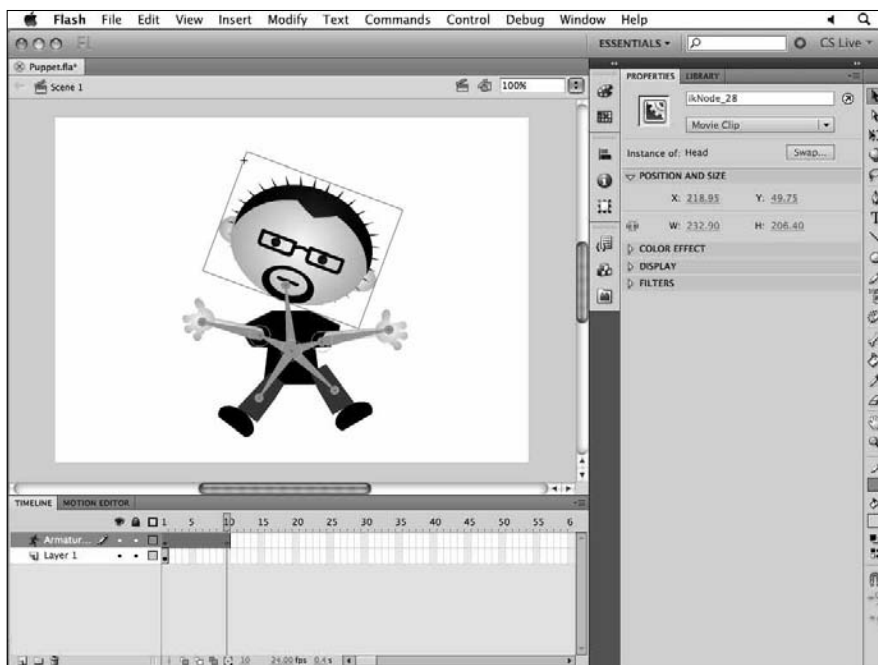 Flash File Edit View Insert Modify Text Commands Control Debug Window Help
Fl ESSENTIALS CS Live
Puppet.fla*
Scene 1 100%
PROPERTIES LIBRARY
ikNode_28
Movie Clip
Instance of: Head Swap...
POSITION AND SIZE
X: 218.95 Y: 49.75
W: 232.90 H: 206.40
COLOR EFFECT
DISPLAY
FILTERS
TIMELINE MOTION EDITOR
1 5 10 15 20 25 30 35 40 45 50 55 6
Armatur...
Layer 1
10 24.00 fps 0.4 s